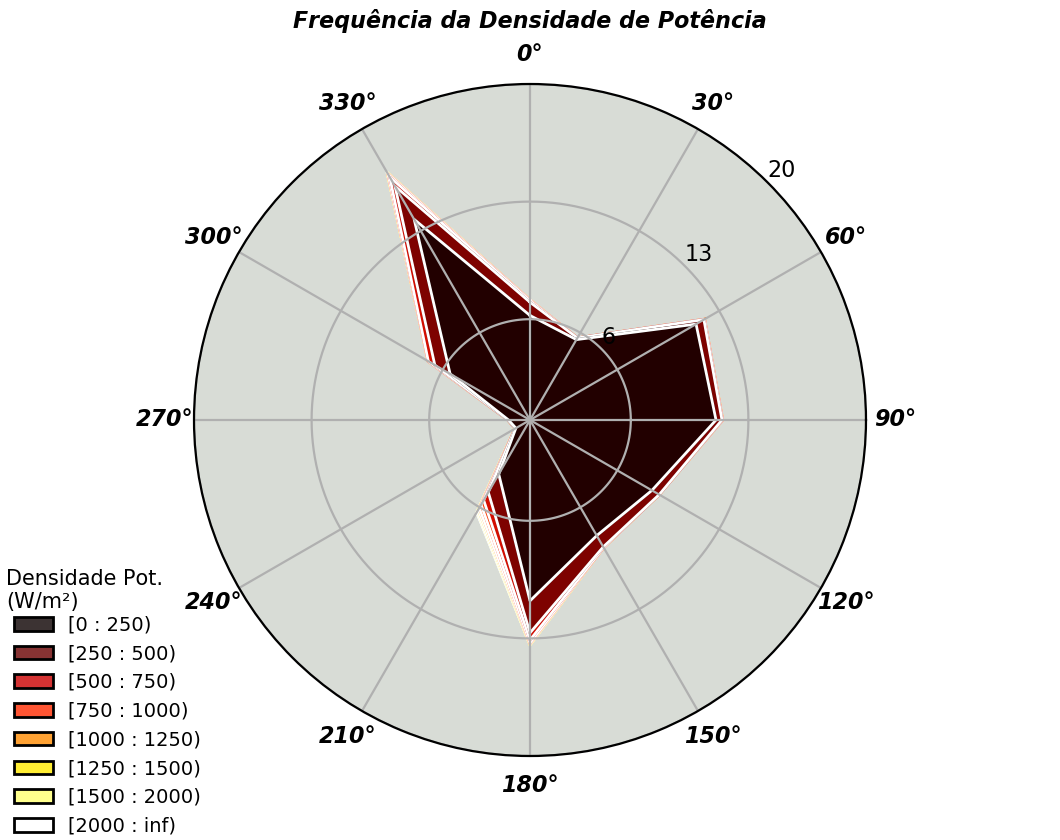 Frequência da Densidade de Potência
0°
330°
30°
20
300°
60°
13
6
270°
90°
240°
120°
210°
150°
180°
Densidade Pot.
(W/m²)
[0 : 250)
[250 : 500)
[500 : 750)
[750 : 1000)
[1000 : 1250)
[1250 : 1500)
[1500 : 2000)
[2000 : inf)